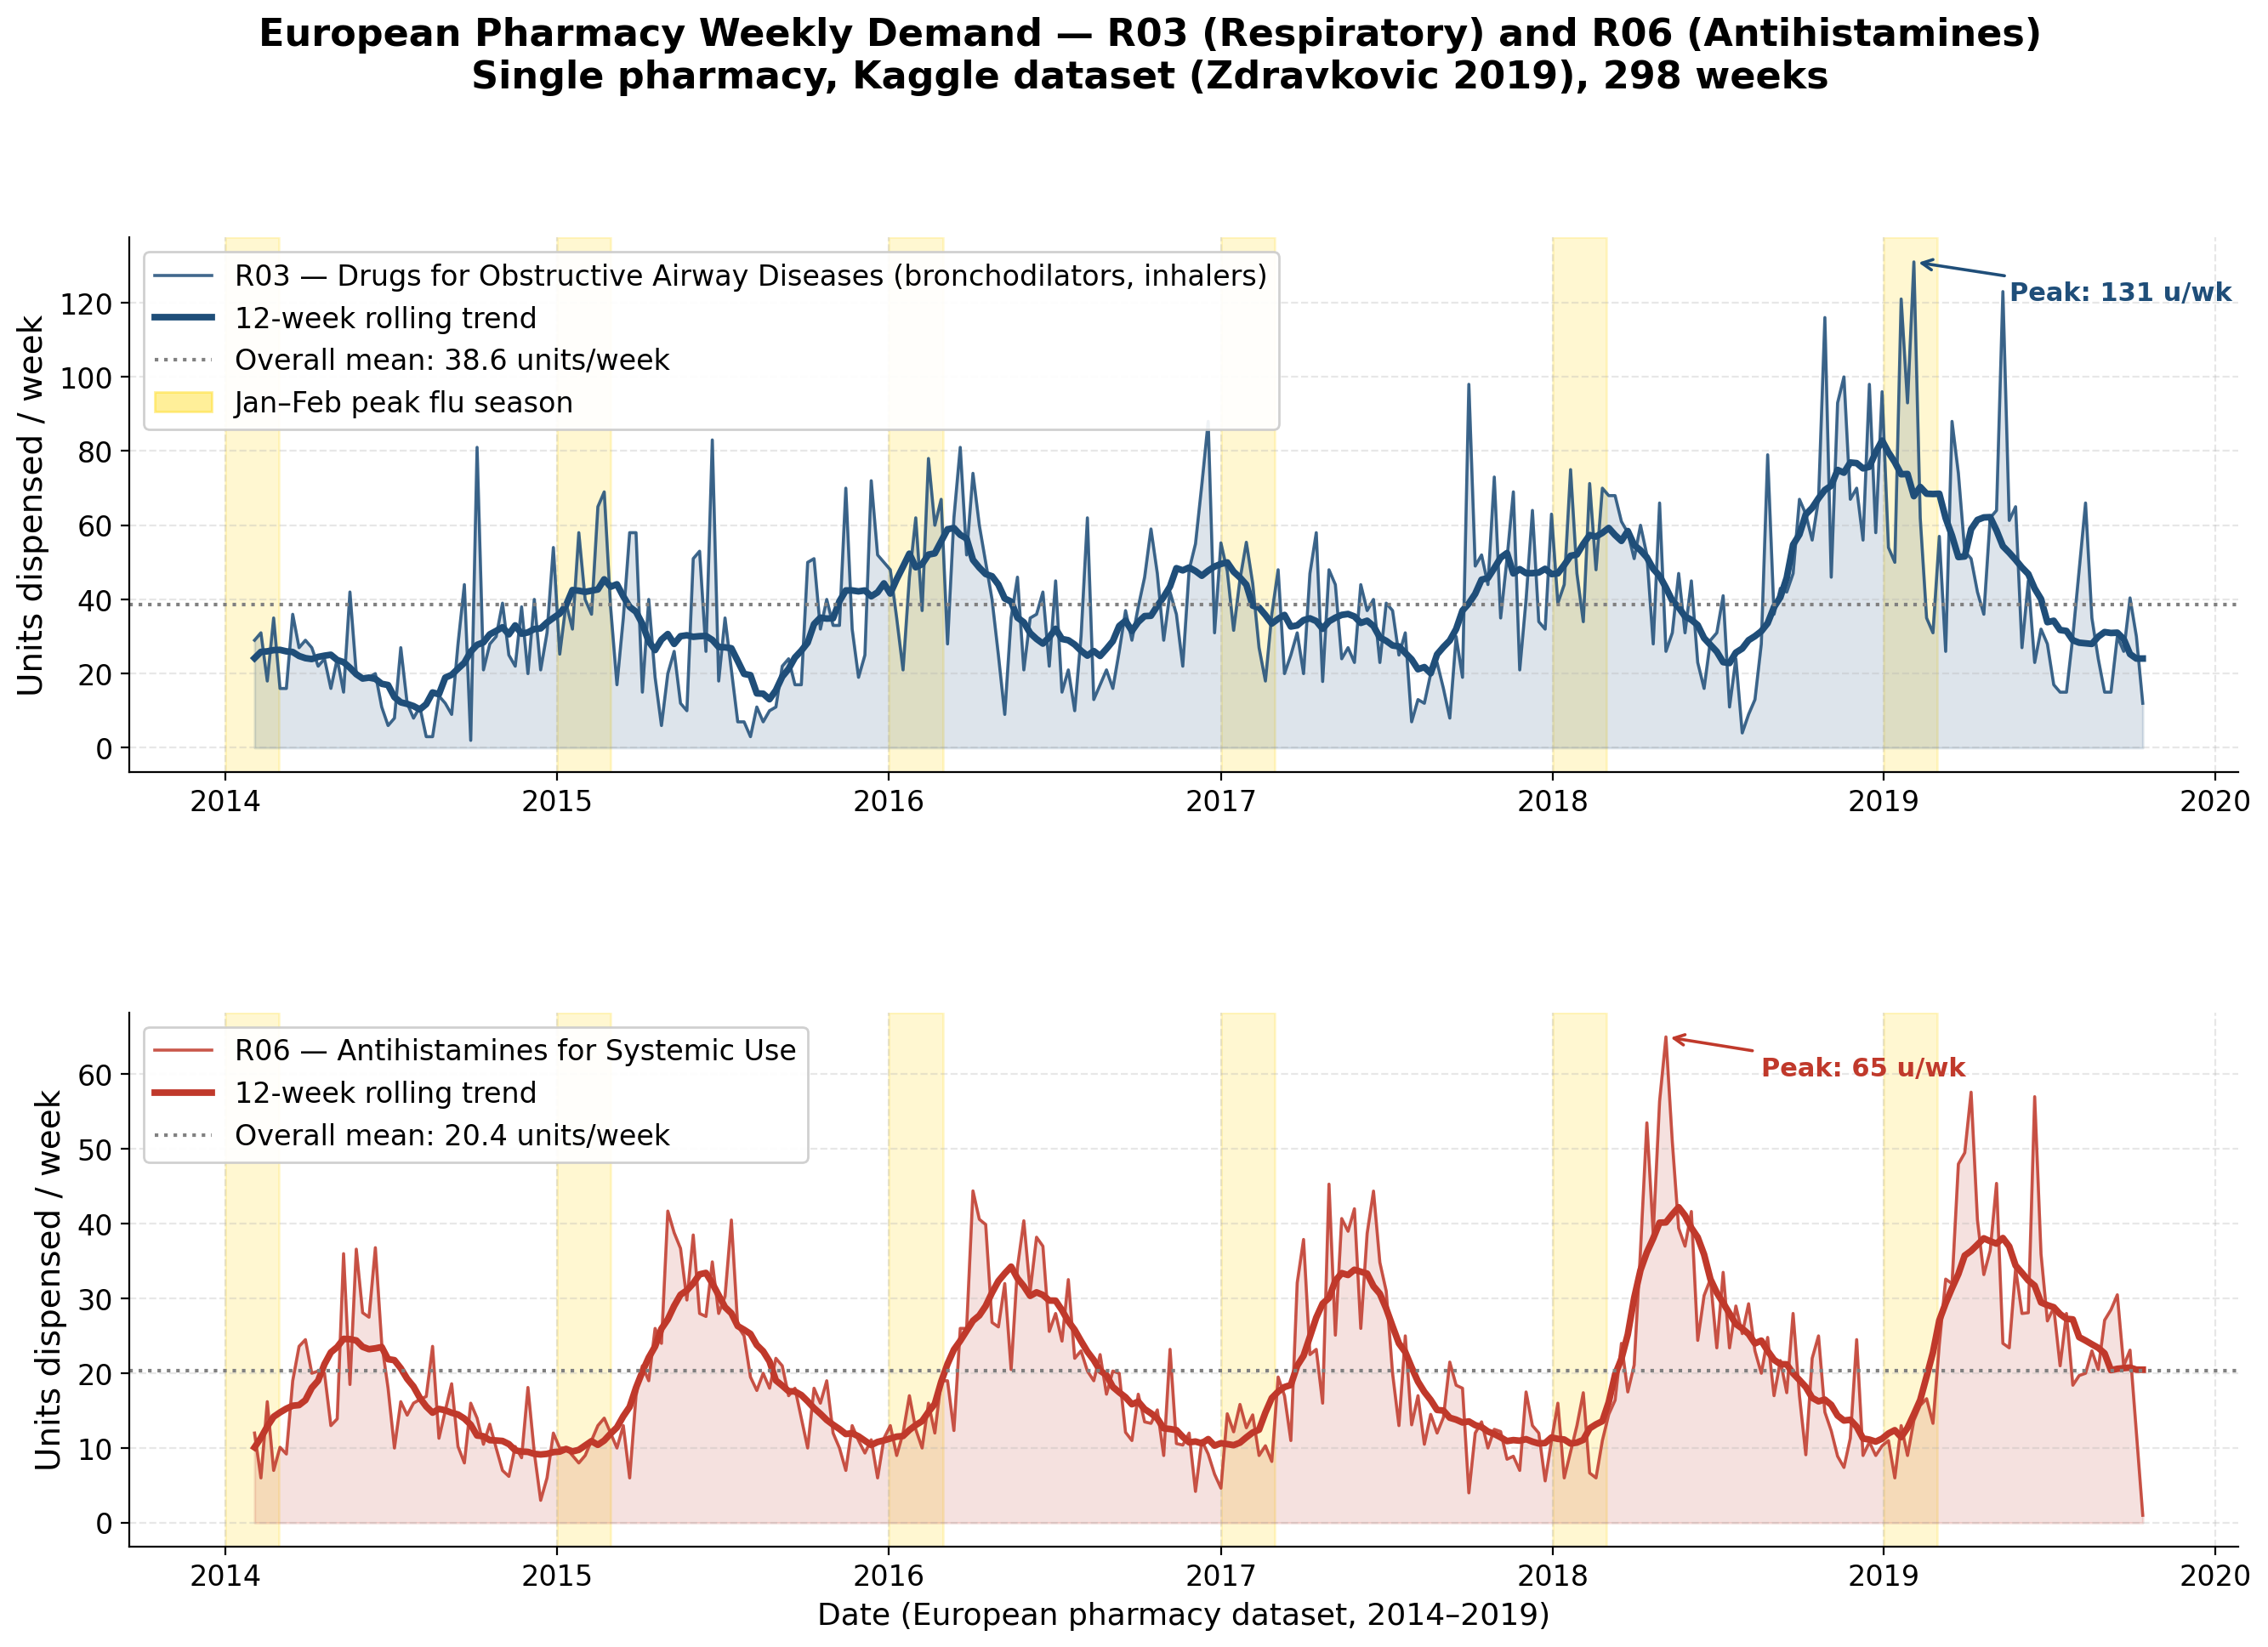 European Pharmacy Weekly Demand — R03 (Respiratory) and R06 (Antihistamines)
Single pharmacy, Kaggle dataset (Zdravkovic 2019), 298 weeks
R03 — Drugs for Obstructive Airway Diseases (bronchodilators, inhalers)
12-week rolling trend
Overall mean: 38.6 units/week
Jan–Feb peak flu season
Peak: 131 u/wk
Units dispensed / week
120
100
80
60
40
20
0
2014 2015 2016 2017 2018 2019 2020
R06 — Antihistamines for Systemic Use
12-week rolling trend
Overall mean: 20.4 units/week
Peak: 65 u/wk
Units dispensed / week
60
50
40
30
20
10
0
2014 2015 2016 2017 2018 2019 2020
Date (European pharmacy dataset, 2014–2019)